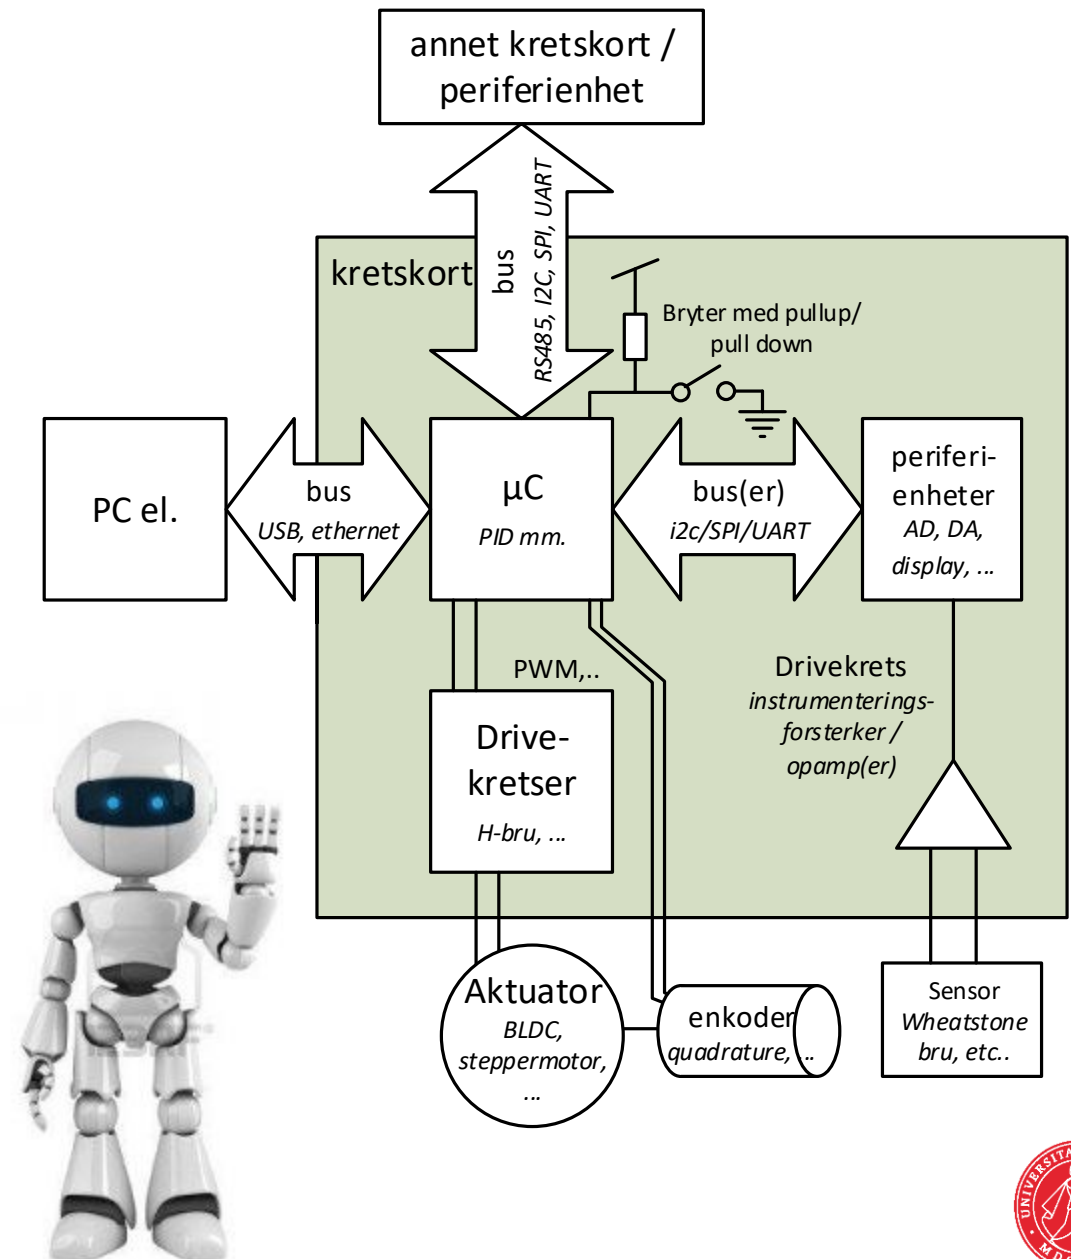 annet kretskort /
periferienhet
bus
RS485, I2C, SPI, UART
kretskort
Bryter med pullup/
pull down
PC el.
bus
USB, ethernet
µC
PID mm.
bus(er)
i2c/SPI/UART
periferi-
enheter
AD, DA,
display, ...
PWM,..
Drive-
kretser
H-bru, ...
Drivekrets
instrumenterings-
forsterker /
opamp(er)
Aktuator
BLDC,
steppermotor,
...
enkoder
quadrature, ...
Sensor
Wheatstone
bru, etc..
UNIVERSITA
MDC